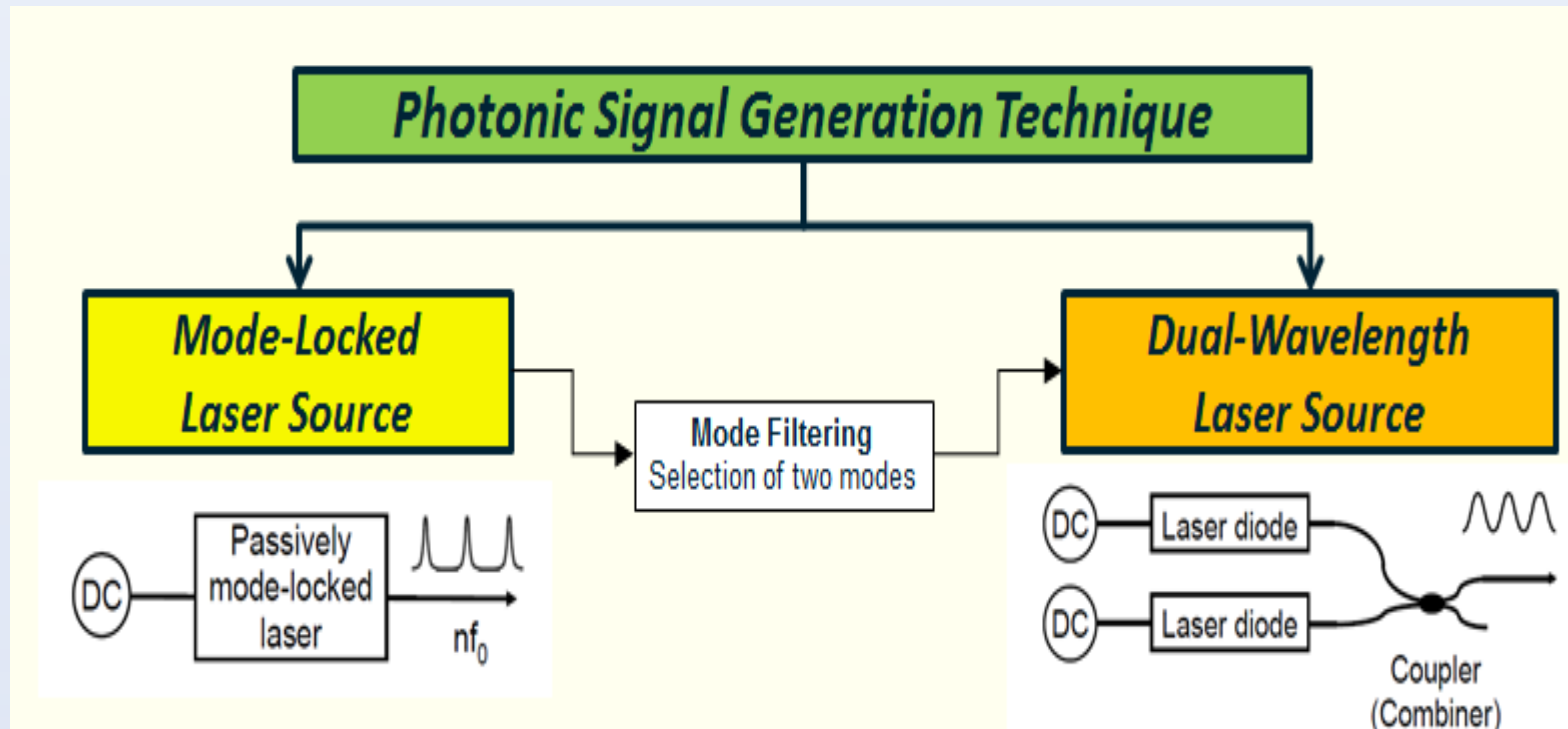 Photonic Signal Generation Technique
Mode-Locked
Laser Source
Dual-Wavelength
Laser Source
Mode Filtering
Selection of two modes
DC
Passively
mode-locked
laser
nf₀
DC
Laser diode
DC
Laser diode
Coupler
(Combiner)